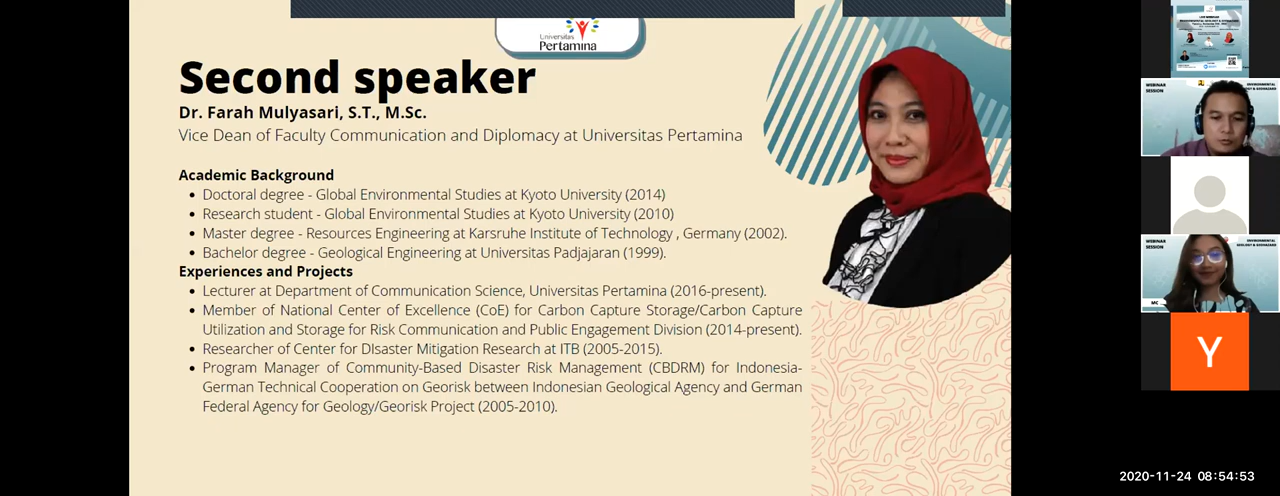 Universitas
Pertamina
Second speaker
Dr. Farah Mulyasari, S.T., M.Sc.
Vice Dean of Faculty Communication and Diplomacy at Universitas Pertamina
Academic Background
Doctoral degree - Global Environmental Studies at Kyoto University (2014)
Research student - Global Environmental Studies at Kyoto University (2010)
Master degree - Resources Engineering at Karsruhe Institute of Technology , Germany (2002).
Bachelor degree - Geological Engineering at Universitas Padjajaran (1999).
Experiences and Projects
Lecturer at Department of Communication Science, Universitas Pertamina (2016-present).
Member of National Center of Excellence (CoE) for Carbon Capture Storage/Carbon Capture
Utilization and Storage for Risk Communication and Public Engagement Division (2014-present).
Researcher of Center for DIsaster Mitigation Research at ITB (2005-2015).
Program Manager of Community-Based Disaster Risk Management (CBDRM) for Indonesia-
German Technical Cooperation on Georisk between Indonesian Geological Agency and German
Federal Agency for Geology/Georisk Project (2005-2010).
WEBINAR
SESSION
WEBINAR
SESSION
ENVIRONMENTAL
GEOLOGY & GEOHAZARD
MC
Y
2020-11-24 08:54:53